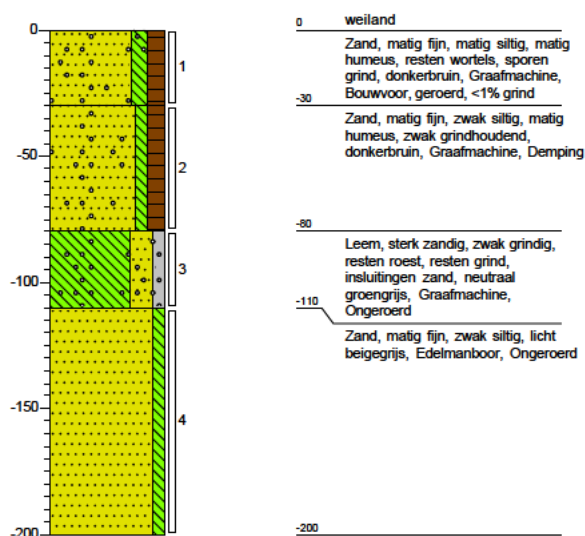 0
-50
-100
-150
-200
1
2
3
4
0 weiland
Zand, matig fijn, matig siltig, matig
humeus, resten wortels, sporen
grind, donkerbruin, Graafmachine,
Bouwvoor, geroerd, <1% grind
-30
Zand, matig fijn, zwak siltig, matig
humeus, zwak grindhoudend,
donkerbruin, Graafmachine, Demping
-80
Leem, sterk zandig, zwak grindig,
resten roest, resten grind,
insluitingen zand, neutraal
groengrijs, Graafmachine,
Ongeroerd
-110
Zand, matig fijn, zwak siltig, licht
beigegrijs, Edelmanboor, Ongeroerd
-200